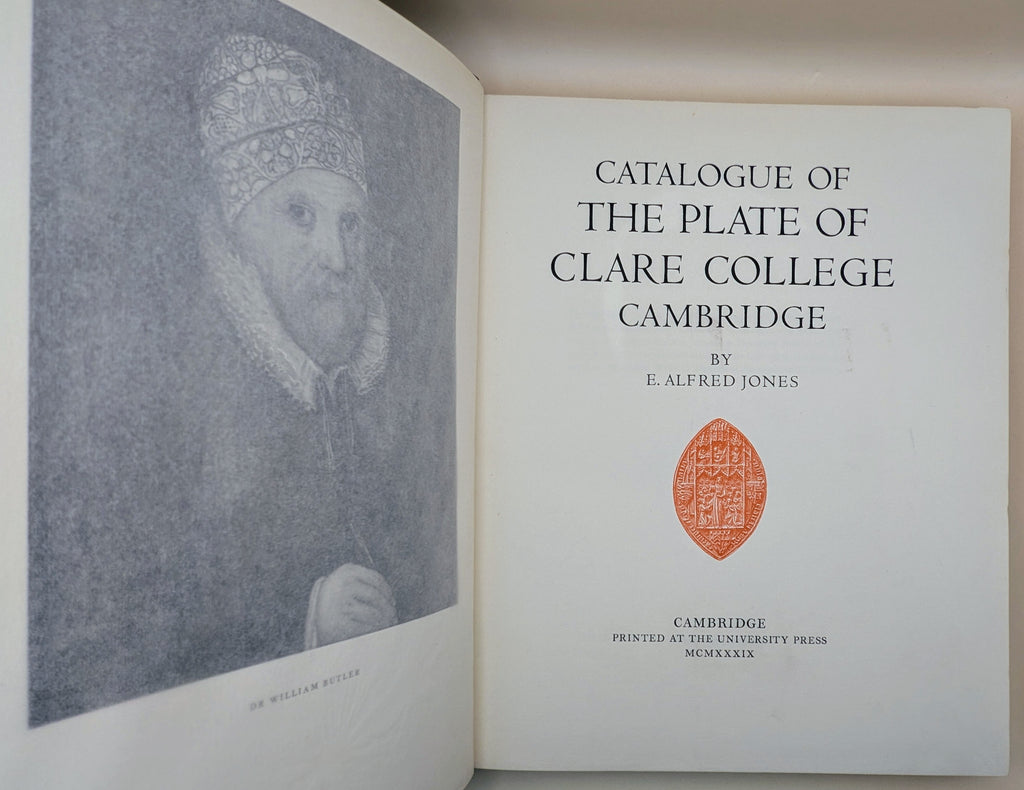 DR WILLIAM BUTLER
CATALOGUE OF
THE PLATE OF
CLARE COLLEGE
CAMBRIDGE
BY
E. ALFRED JONES
CAMBRIDGE
PRINTED AT THE UNIVERSITY PRESS
MCMXXXIX